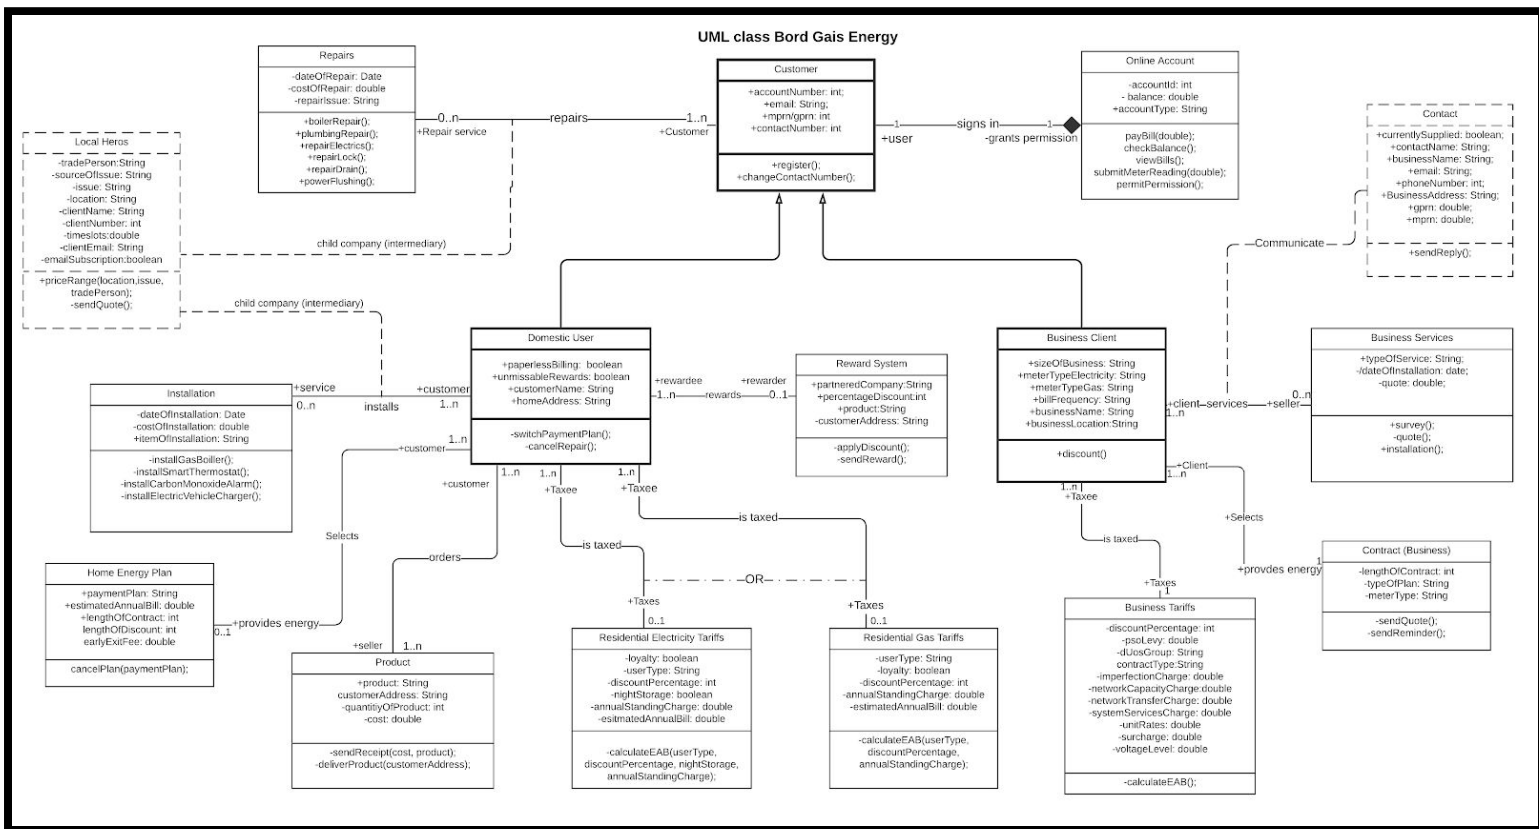 UML class Bord Gais Energy
Repairs
-dateOfRepair: Date
-costOfRepair: double
-repairIssue: String
+boilerRepair();
+plumbingRepair();
+repairElectrics();
+repairLock();
+repairDrain();
+powerFlushing();
0..n
repairs
1..n
+Repair service
+Customer
Customer
+accountNumber: int;
+email: String;
+mprn/gprn: int
+contactNumber: int
+register();
+changeContactNumber();
1
signs in
1
+user
-grants permission
Online Account
-accountId: int
- balance: double
+accountType: String
payBill(double);
checkBalance();
viewBills();
submitMeterReading(double);
permitPermission();
Contact
+currentlySupplied: boolean;
+contactName: String;
+businessName: String;
+email: String;
+phoneNumber: int;
+BusinessAddress: String;
+gprn: double;
+mprn: double;
+sendReply();
Communicate
Local Heros
-tradePerson:String
-sourceOfIssue: String
-issue: String
-location: String
-clientName: String
-clientNumber: int
-timeslots:double
-clientEmail: String
-emailSubscription:boolean
+priceRange(location,issue,
tradePerson);
-sendQuote();
child company (intermediary)
child company (intermediary)
Domestic User
+paperlessBilling:  boolean
+unmissableRewards: boolean
+customerName: String
+homeAddress: String
-switchPaymentPlan();
-cancelRepair();
Reward System
+partneredCompany:String
+percentageDiscount:int
+product:String
-customerAddress: String
-applyDiscount();
-sendReward();
+rewardee
+rewarder
1..n
rewards
0..1
Business Client
+sizeOfBusiness: String
+meterTypeElectricity: String
+meterTypeGas: String
+billFrequency: String
+businessName: String
+businessLocation:String
+discount()
Business Services
+typeOfService: String;
-/dateOfInstallation: date;
-quote: double;
+survey();
-quote();
+installation();
0..n
+client
services
+seller
1..n
Installation
-dateOfInstallation: Date
-costOfInstallation: double
+itemOfInstallation: String
-installGasBoiller();
-installSmartThermostat();
-installCarbonMonoxideAlarm();
-installElectricVehicleCharger();
+service
+customer
0..n
installs
1..n
1..n
+customer
Selects
+provides energy
0..1
Home Energy Plan
+paymentPlan: String
+estimatedAnnualBill: double
+lengthOfContract: int
lengthOfDiscount: int
earlyExitFee: double
cancelPlan(paymentPlan);
1..n
+customer
orders
+seller
1..n
Product
+product: String
customerAddress: String
-quantitiyOfProduct: int
-cost: double
-sendReceipt(cost, product);
-deliverProduct(customerAddress);
1..n
+Taxee
is taxed
+Taxes
0..1
OR
1..n
+Taxee
is taxed
+Taxes
0..1
Residential Electricity Tariffs
-loyalty: boolean
-userType: String
-discountPercentage: int
-nightStorage: boolean
-annualStandingCharge: double
-esitmatedAnnualBill: double
-calculateEAB(userType,
discountPercentage, nightStorage,
annualStandingCharge);
Residential Gas Tariffs
-userType: String
-loyalty: boolean
-discountPercentage: int
-annualStandingCharge: double
-estimatedAnnualBill: double
-calculateEAB(userType,
discountPercentage,
annualStandingCharge);
1..n
+Taxee
is taxed
+Taxes
1
Business Tariffs
-discountPercentage: int
-psoLevy: double
-dUosGroup: String
contractType:String
-imperfectionCharge: double
-networkCapacityCharge:double
-networkTransferCharge: double
-systemServicesCharge: double
-unitRates: double
-surcharge: double
-voltageLevel: double
-calculateEAB();
+Client
1..n
+Selects
1
+provdes energy
Contract (Business)
-lengthOfContract: int
-typeOfPlan: String
-meterType: String
-sendQuote();
-sendReminder();